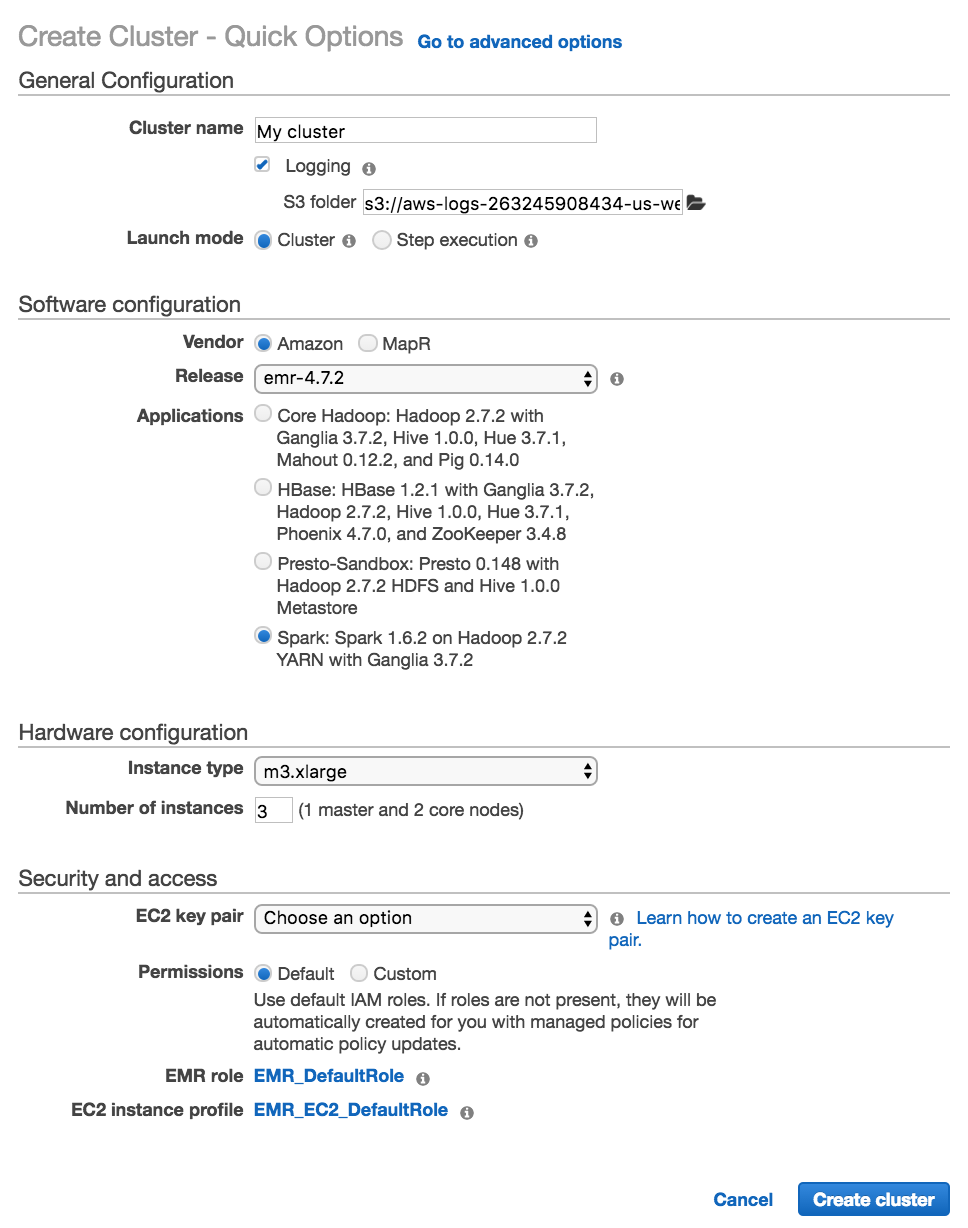 Create Cluster - Quick Options Go to advanced options
General Configuration
Cluster name My cluster
Logging
S3 folder s3://aws-logs-263245908434-us-we
Launch mode Cluster Step execution
Software configuration
Vendor Amazon MapR
Release emr-4.7.2
Applications Core Hadoop: Hadoop 2.7.2 with
Ganglia 3.7.2, Hive 1.0.0, Hue 3.7.1,
Mahout 0.12.2, and Pig 0.14.0
HBase: HBase 1.2.1 with Ganglia 3.7.2,
Hadoop 2.7.2, Hive 1.0.0, Hue 3.7.1,
Phoenix 4.7.0, and ZooKeeper 3.4.8
Presto-Sandbox: Presto 0.148 with
Hadoop 2.7.2 HDFS and Hive 1.0.0
Metastore
Spark: Spark 1.6.2 on Hadoop 2.7.2
YARN with Ganglia 3.7.2
Hardware configuration
Instance type m3.xlarge
Number of instances 3 (1 master and 2 core nodes)
Security and access
EC2 key pair Choose an option Learn how to create an EC2 key
pair.
Permissions Default Custom
Use default IAM roles. If roles are not present, they will be
automatically created for you with managed policies for
automatic policy updates.
EMR role EMR_DefaultRole
EC2 instance profile EMR_EC2_DefaultRole
Cancel Create cluster